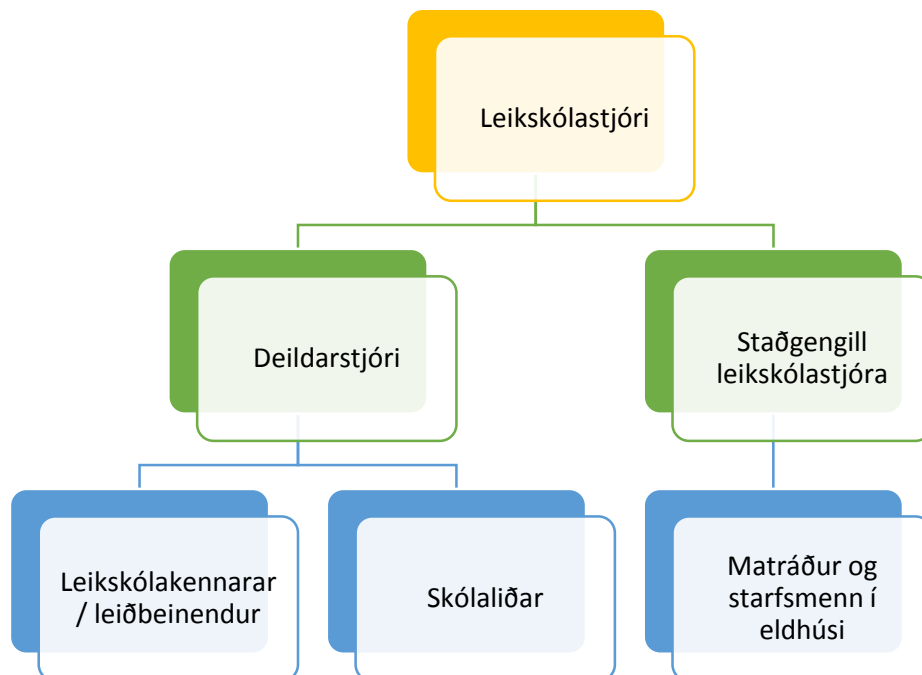 Leikskólastjóri
Deildarstjóri
Staðgengill
leikskólastjóra
Leikskólakennarar
/ leiðbeinendur
Skólaliðar
Matráður og
starfsmenn í
eldhúsi